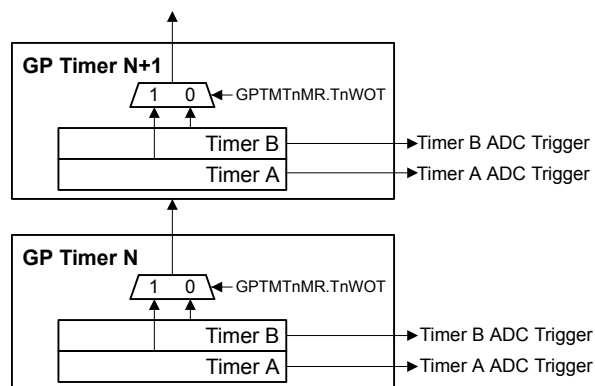 GP Timer N+1
1 0 GPTMTnMR.TnWOT
Timer B Timer B ADC Trigger
Timer A Timer A ADC Trigger
GP Timer N
1 0 GPTMTnMR.TnWOT
Timer B Timer B ADC Trigger
Timer A Timer A ADC Trigger